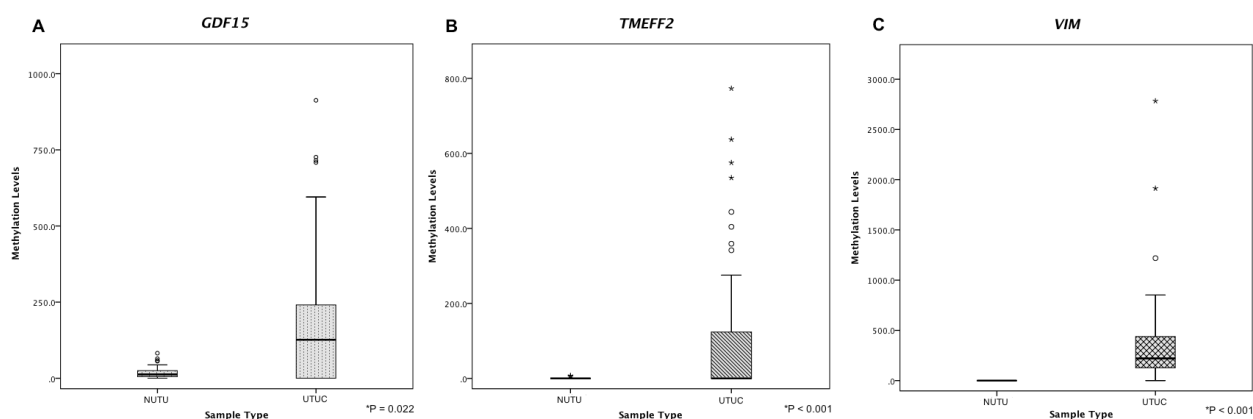 A
GDF15
1000.0
750.0
500.0
250.0
.0
Methylation Levels
NUTU
UTUC
Sample Type
*P = 0.022
B
TMEFF2
800.0
600.0
400.0
200.0
.0
Methylation Levels
NUTU
UTUC
Sample Type
*P < 0.001
C
VIM
3000.0
2500.0
2000.0
1500.0
1000.0
500.0
.0
Methylation Levels
NUTU
UTUC
Sample Type
*P < 0.001